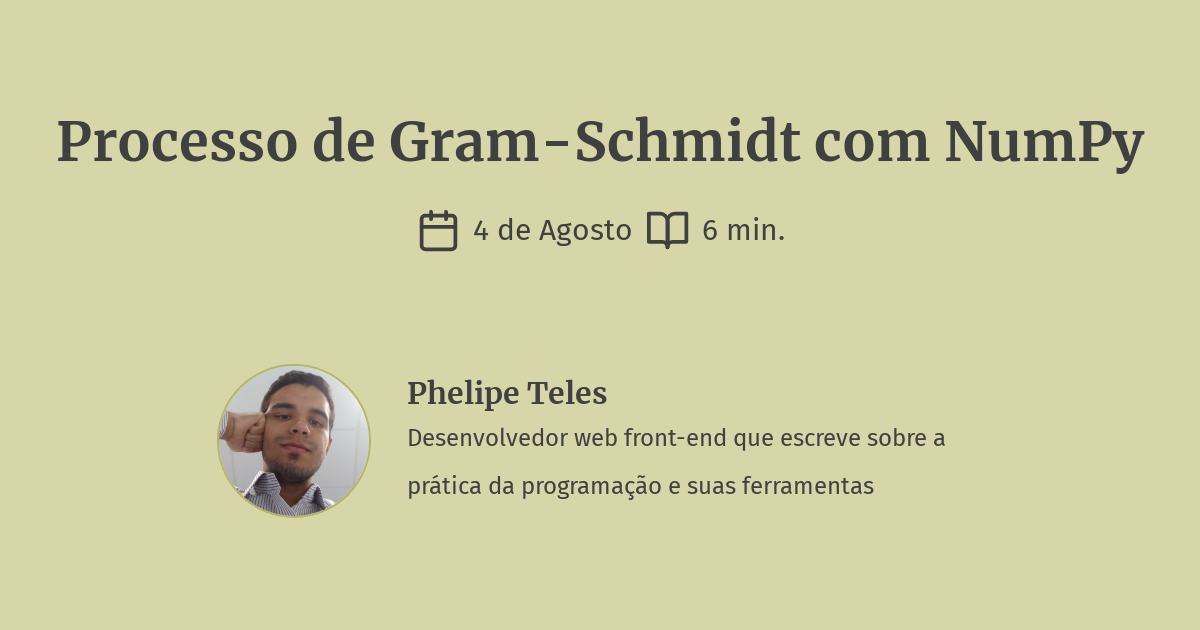 Processo de Gram-Schmidt com NumPy
4 de Agosto 6 min.
Phelipe Teles
Desenvolvedor web front-end que escreve sobre a
prática da programação e suas ferramentas